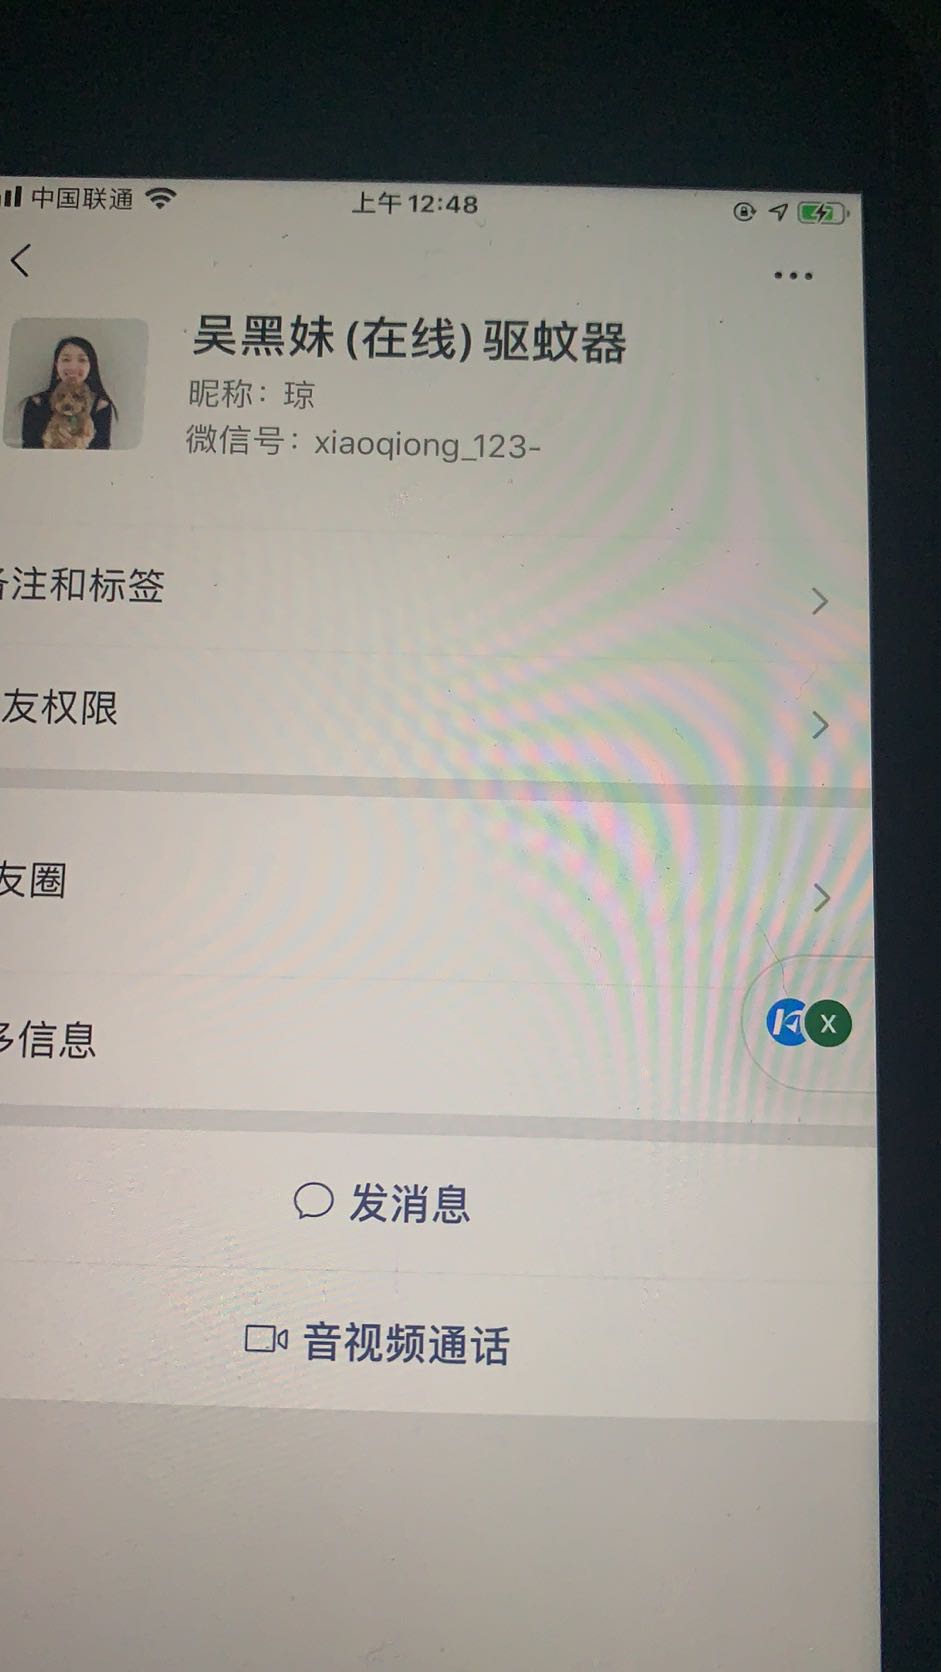 中国联通
上午12:48
吴黑妹(在线)驱蚊器
昵称：琼
微信号：xiaoqiong_123-
备注和标签
友权限
友圈
多信息
X
发消息
音视频通话